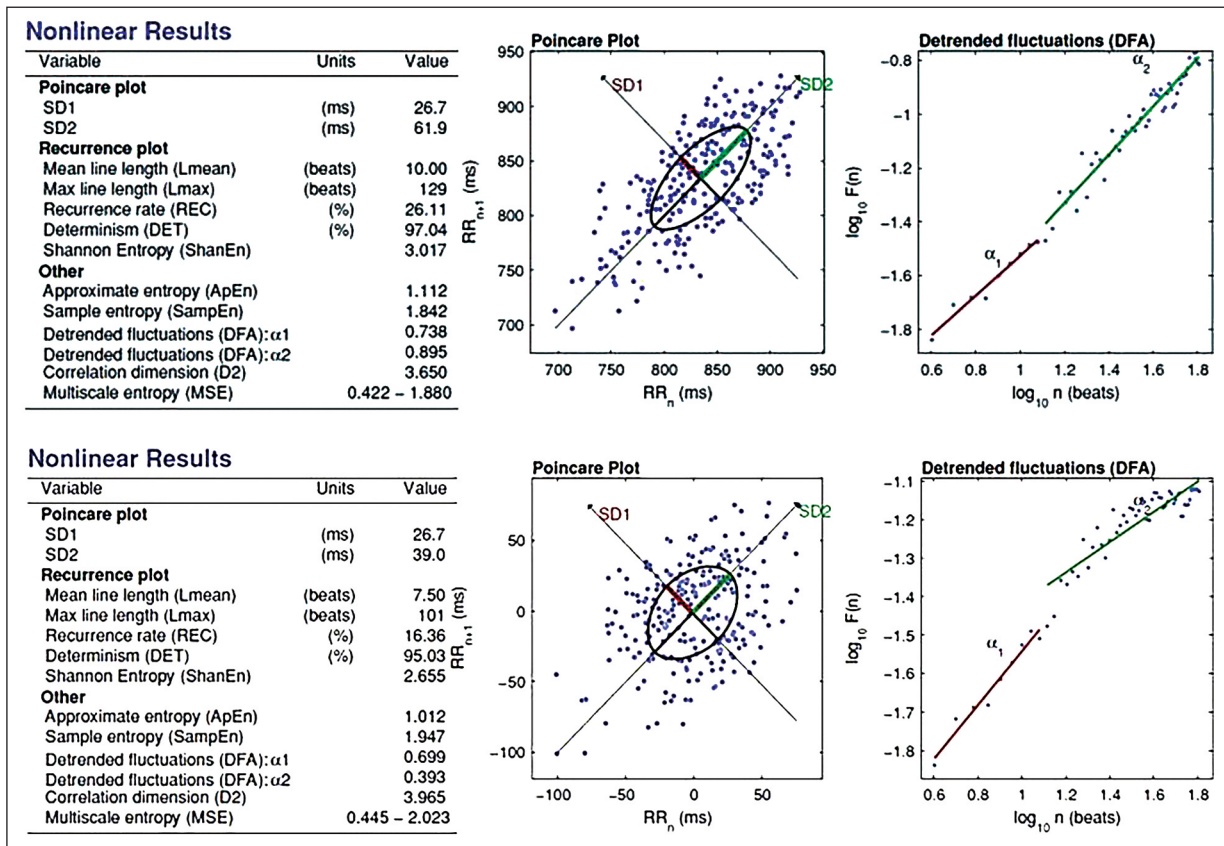 Nonlinear Results
Variable Units Value
Poincare plot
SD1 (ms) 26.7
SD2 (ms) 61.9
Recurrence plot
Mean line length (Lmean) (beats) 10.00
Max line length (Lmax) (beats) 129
Recurrence rate (REC) (%) 26.11
Determinism (DET) (%) 97.04
Shannon Entropy (ShanEn) 3.017
Other
Approximate entropy (ApEn) 1.112
Sample entropy (SampEn) 1.842
Detrended fluctuations (DFA): α1 0.738
Detrended fluctuations (DFA): α2 0.895
Correlation dimension (D2) 3.650
Multiscale entropy (MSE) 0.422 – 1.880
Poincare Plot
SD1
SD2
950
900
850
800
750
700
RRn+1 (ms)
700 750 800 850 900 950
RRn (ms)
Detrended fluctuations (DFA)
α2
α1
-0.8
-1
-1.2
-1.4
-1.6
-1.8
log10 F(n)
0.6 0.8 1 1.2 1.4 1.6 1.8
log10 n (beats)
Nonlinear Results
Variable Units Value
Poincare plot
SD1 (ms) 26.7
SD2 (ms) 39.0
Recurrence plot
Mean line length (Lmean) (beats) 7.50
Max line length (Lmax) (beats) 101
Recurrence rate (REC) (%) 16.36
Determinism (DET) (%) 95.03
Shannon Entropy (ShanEn) 2.655
Other
Approximate entropy (ApEn) 1.012
Sample entropy (SampEn) 1.947
Detrended fluctuations (DFA): α1 0.699
Detrended fluctuations (DFA): α2 0.393
Correlation dimension (D2) 3.965
Multiscale entropy (MSE) 0.445 – 2.023
Poincare Plot
SD1
SD2
50
0
-50
-100
RRn+1 (ms)
-100 -50 0 50
RRn (ms)
Detrended fluctuations (DFA)
α2
α1
-1.1
-1.2
-1.3
-1.4
-1.5
-1.6
-1.7
-1.8
log10 F(n)
0.6 0.8 1 1.2 1.4 1.6 1.8
log10 n (beats)